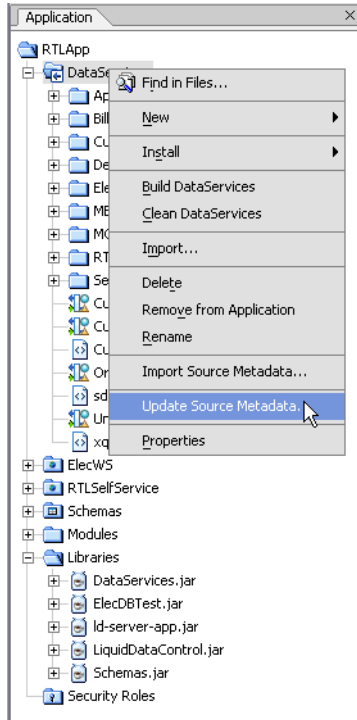 Application
RTLApp
DataSe
Find in Files...
Ap
New
Bill
Cu
Install
De
Ele
Build DataServices
ME
Clean DataServices
MO
Import...
RT
Se
Delete
Cu
Remove from Application
Cu
Rename
Cu
Or
Import Source Metadata...
sd
Update Source Metadata.
Ur
xq
Properties
ElecWS
RTLSelfService
Schemas
Modules
Libraries
DataServices.jar
ElecDBTest.jar
ld-server-app.jar
LiquidDataControl.jar
Schemas.jar
Security Roles